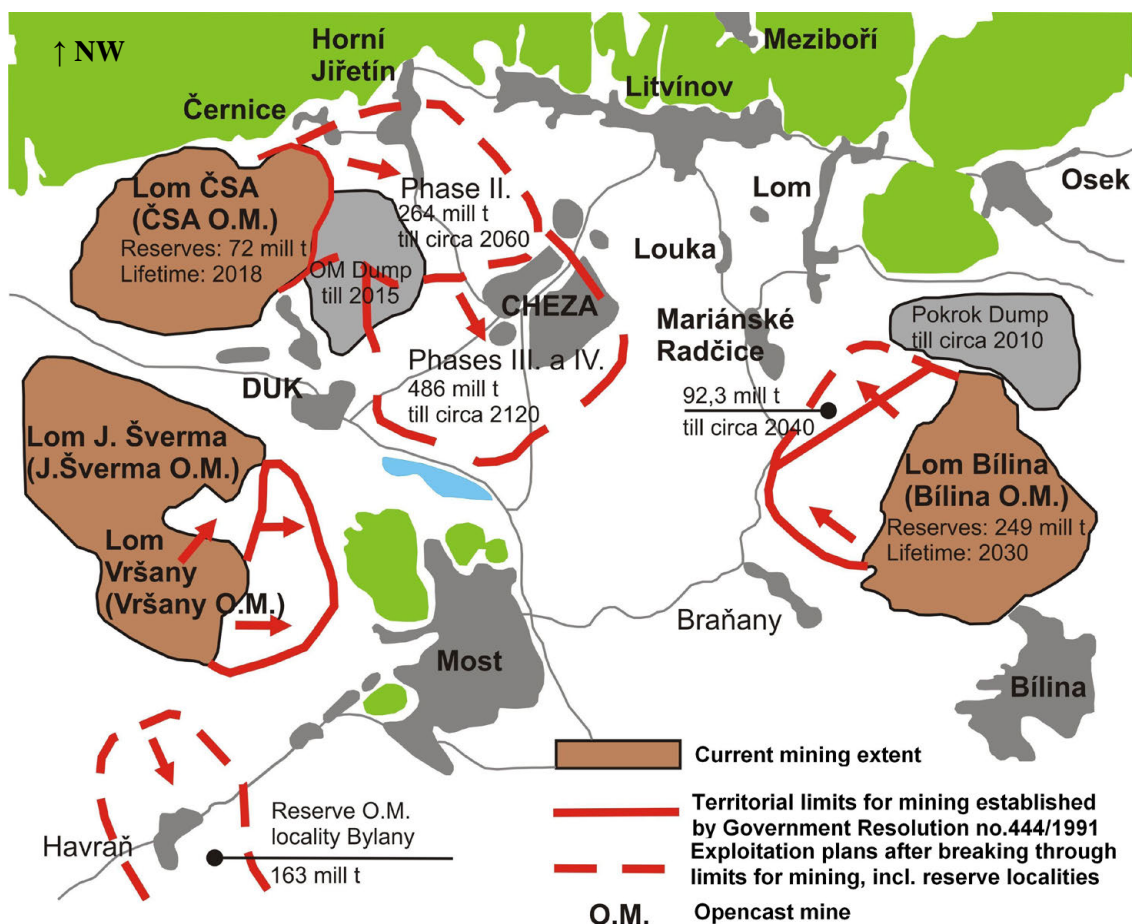 ↑ NW
Horní
Jiřetín
Meziboří
Litvínov
Černice
Lom ČSA
(ČSA O.M.)
Reserves: 72 mill t
Lifetime: 2018
Phase II.
264 mill t
till circa 2060
Lom
Osek
OM Dump
till 2015
Louka
CHEZA
Mariánské
Radčice
Pokrok Dump
till circa 2010
DUK
Phases III. a IV.
486 mill t
till circa 2120
92,3 mill t
till circa 2040
Lom J. Šverma
(J.Šverma O.M.)
Lom Bílina
(Bílina O.M.)
Reserves: 249 mill t
Lifetime: 2030
Lom
Vršany
(Vršany O.M.)
Braňany
Most
Bílina
Havraň
Reserve O.M.
locality Bylany
163 mill t
Current mining extent
Territorial limits for mining established
by Government Resolution no.444/1991
Exploitation plans after breaking through
limits for mining, incl. reserve localities
O.M. Opencast mine